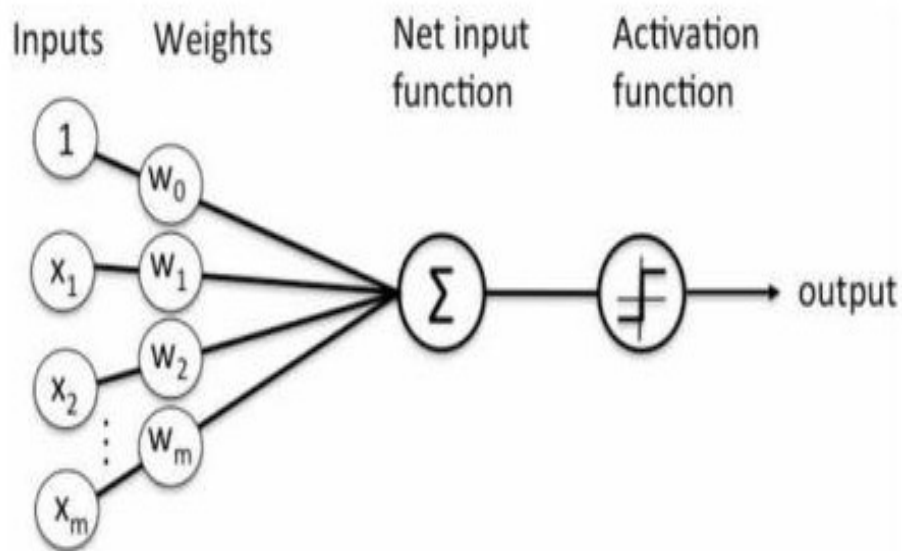 Inputs Weights Net input function Activation function
1
w₀
x₁ w₁
Σ
output
x₂ w₂
⋮
wₘ
xₘ